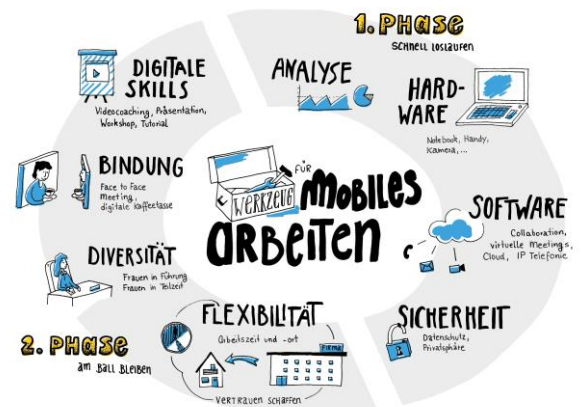 1. PHASE
SCHNELL LOSLAUFEN
ANALYSE
HARD-
WARE
Notebook, Handy,
Kamera,...
SOFTWARE
Collaboration,
virtuelle Meetings,
Cloud, IP Telefonie
SICHERHEIT
Datenschutz,
Privatsphäre
WERKZEUG
FÜR
MOBILES
ARBEITEN
2. PHASE
am BALL BLEIBEN
FLEXIBILITÄT
Arbeitszeit und -ort
FIRMA
VERTRAUEN SCHAFFEN
DIVERSITÄT
Frauen in Führung
Frauen in Teilzeit
BINDUNG
Face to Face
Meeting,
digitale Kaffeetasse
DIGITALE
SKILLS
Videocoaching, Präsentation,
Workshop, Tutorial